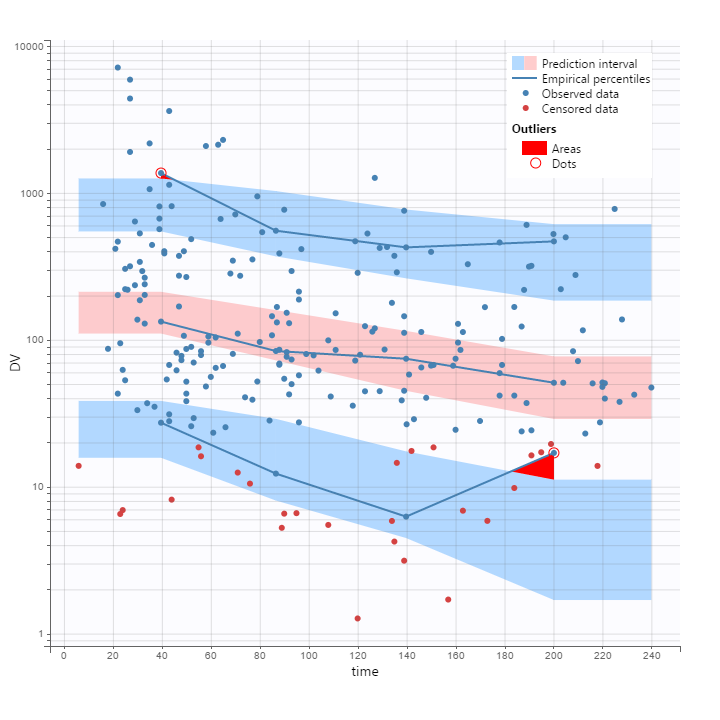 10000
1000
100
10
1
DV
0 20 40 60 80 100 120 140 160 180 200 220 240
time
Prediction interval
Empirical percentiles
Observed data
Censored data
Outliers
Areas
Dots